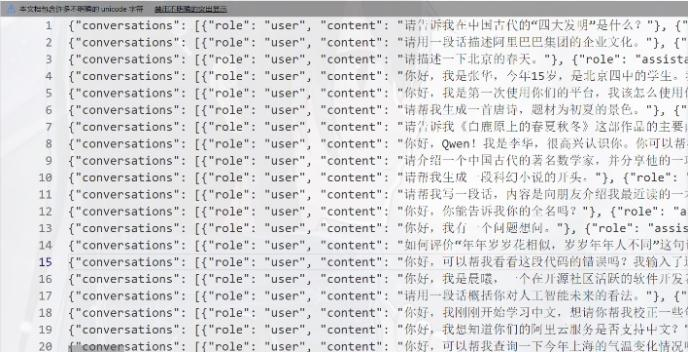 本文档包含许多不明确的 unicode 字符 禁用不明确的突出显示
1 {"conversations": [{"role": "user", "content": "请告诉我在中国古代的“四大发明”是什么？"}, {"
2 {"conversations": [{"role": "user", "content": "请用一段话描述阿里巴巴集团的企业文化。"}, {"r
3 {"conversations": [{"role": "user", "content": "请描述一下北京的春天。"}, {"role": "assista
4 {"conversations": [{"role": "user", "content": "你好，我是张华，今年15岁，是北京四中的学生。
5 {"conversations": [{"role": "user", "content": "你好，我是第一次使用你们的平台，我该怎么使用
6 {"conversations": [{"role": "user", "content": "请帮我生成一首唐诗，题材为初夏的景色。"}, {"
7 {"conversations": [{"role": "user", "content": "请告诉我《白鹿原上的春夏秋冬》这部作品的主要
8 {"conversations": [{"role": "user", "content": "你好，Qwen！我是李华，很高兴认识你。你可以帮
9 {"conversations": [{"role": "user", "content": "请介绍一个中国古代的著名数学家，并分享他的一
10 {"conversations": [{"role": "user", "content": "请帮我生成一段科幻小说的开头。"}, {"role":
11 {"conversations": [{"role": "user", "content": "请帮我写一段话，内容是向朋友介绍我最近读的一
12 {"conversations": [{"role": "user", "content": "你好，你能告诉我你的全名吗？"}, {"role": "a
13 {"conversations": [{"role": "user", "content": "你好，我有一个问题想问。"}, {"role": "assis
14 {"conversations": [{"role": "user", "content": "如何评价“年年岁岁花相似，岁岁年年人不同”这句
15 {"conversations": [{"role": "user", "content": "你好，可以帮我看看这段代码的错误吗？我输入了
16 {"conversations": [{"role": "user", "content": "你好，我是晨曦，一个在开源社区活跃的软件开发
17 {"conversations": [{"role": "user", "content": "请用一段话概括你对人工智能未来的看法。"}, {"r
18 {"conversations": [{"role": "user", "content": "你好，我刚刚开始学习中文，想请你帮我校正一些
19 {"conversations": [{"role": "user", "content": "你好，我想知道你们的阿里云服务是否支持中文？"
20 {"conversations": [{"role": "user", "content": "你好，可以帮我查询一下今年上海的气温变化情况